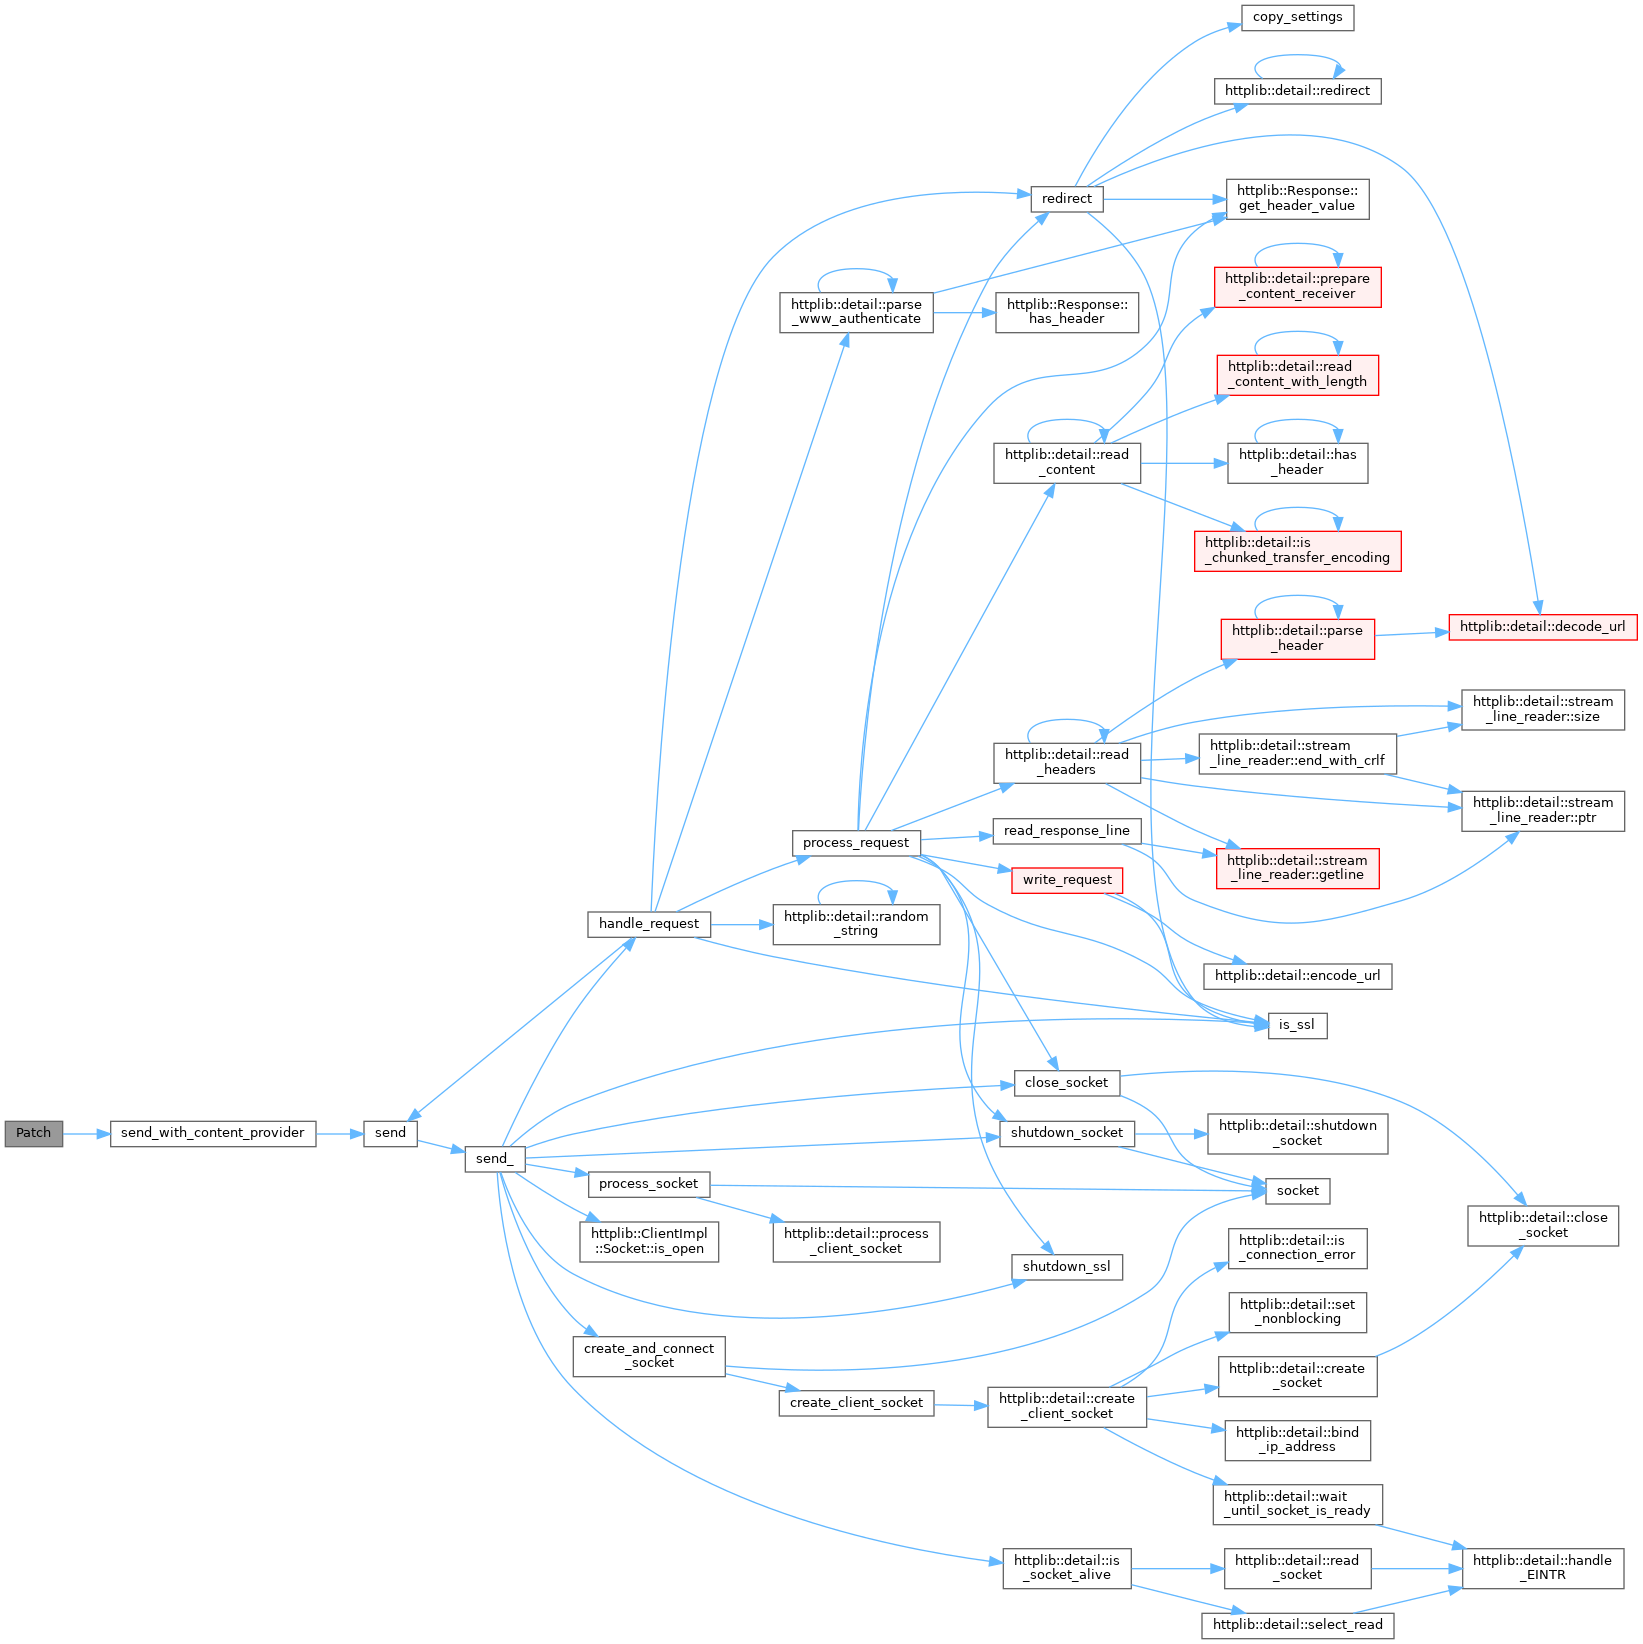 copy_settings
httplib::detail::redirect
redirect
httplib::Response::
get_header_value
httplib::detail::parse
_www_authenticate
httplib::Response::
has_header
httplib::detail::prepare
_content_receiver
httplib::detail::read
_content_with_length
httplib::detail::read
_content
httplib::detail::has
_header
httplib::detail::is
_chunked_transfer_encoding
httplib::detail::parse
_header
httplib::detail::decode_url
httplib::detail::stream
_line_reader::size
httplib::detail::read
_headers
httplib::detail::stream
_line_reader::end_with_crlf
httplib::detail::stream
_line_reader::ptr
process_request
read_response_line
httplib::detail::stream
_line_reader::getline
write_request
handle_request
httplib::detail::random
_string
httplib::detail::encode_url
is_ssl
close_socket
Patch
send_with_content_provider
send
shutdown_socket
httplib::detail::shutdown
_socket
send_
process_socket
socket
httplib::ClientImpl
::Socket::is_open
httplib::detail::process
_client_socket
httplib::detail::close
_socket
httplib::detail::is
_connection_error
shutdown_ssl
httplib::detail::set
_nonblocking
create_and_connect
_socket
httplib::detail::create
_socket
create_client_socket
httplib::detail::create
_client_socket
httplib::detail::bind
_ip_address
httplib::detail::wait
_until_socket_is_ready
httplib::detail::is
_socket_alive
httplib::detail::read
_socket
httplib::detail::handle
_EINTR
httplib::detail::select_read